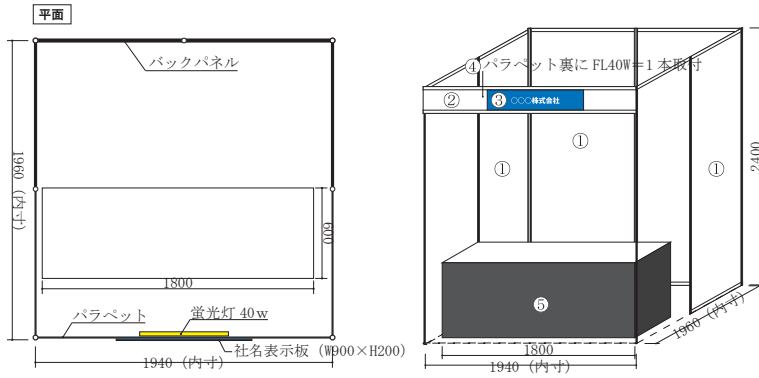 平面
バックパネル
1960 (内寸)
600
1800
パラペット
蛍光灯 40w
社名表示板 (W900×H200)
1940 (内寸)
④パラペット裏に FL40W=1 本取付
②
③ ○○○株式会社
①
①
①
2400
⑤
1800
1940 (内寸)
1960 (内寸)